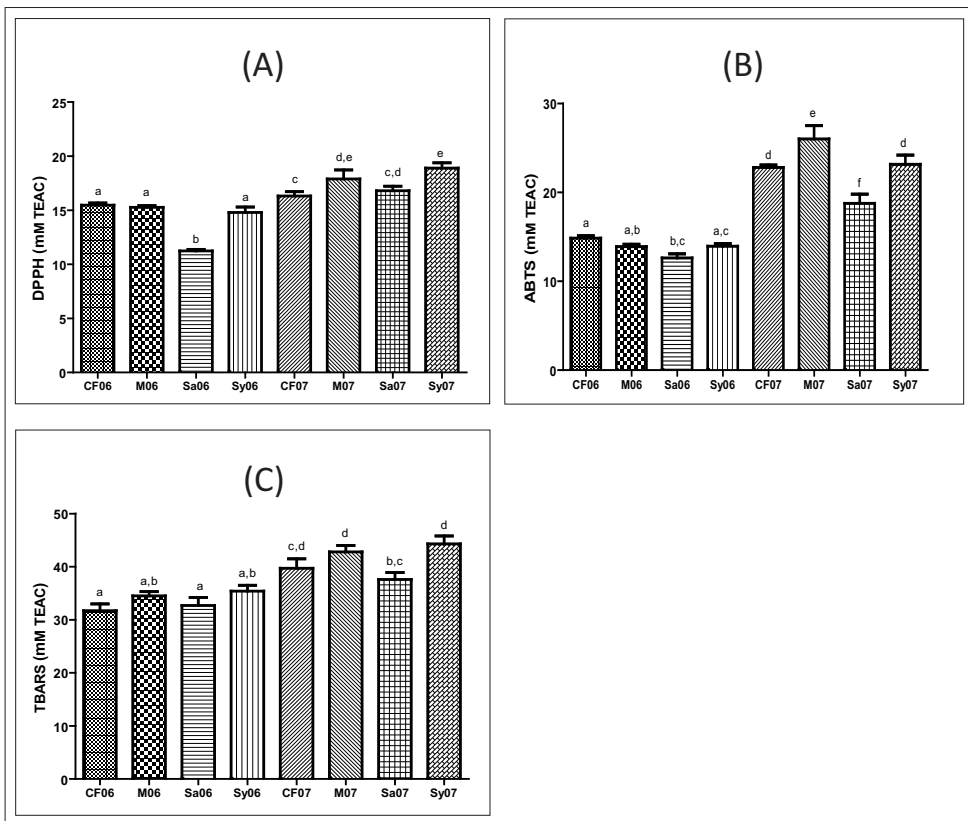 (A)
DPPH (mM TEAC)
25
20
15
10
5
0
a a b a c d,e c,d e
CF06 M06 Sa06 Sy06 CF07 M07 Sa07 Sy07
(B)
ABTS (mM TEAC)
30
20
10
0
a a,b b,c a,c d e f d
CF06 M06 Sa06 Sy06 CF07 M07 Sa07 Sy07
(C)
TBARS (mM TEAC)
50
40
30
20
10
0
a a,b a a,b c,d d b,c d
CF06 M06 Sa06 Sy06 CF07 M07 Sa07 Sy07